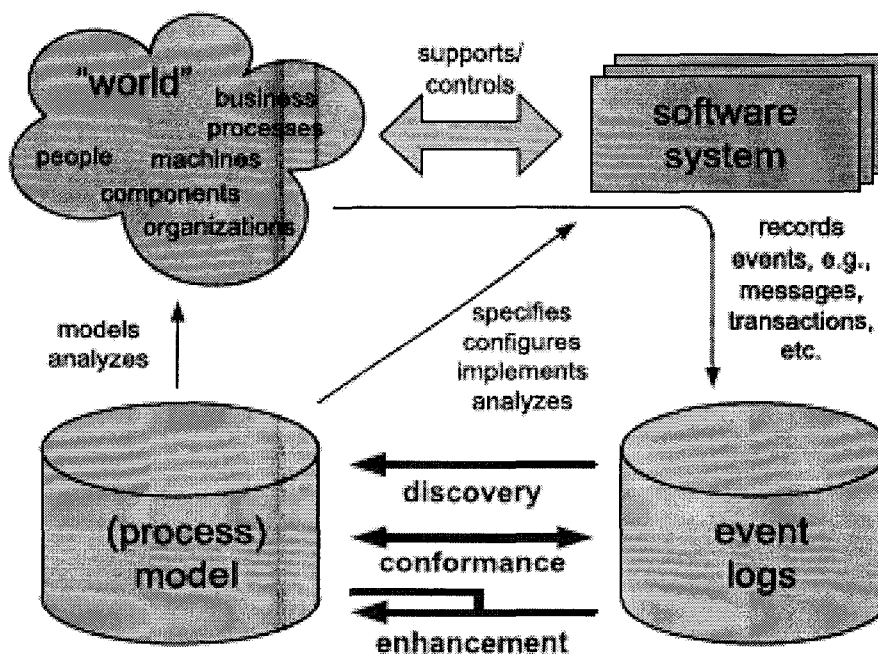 "world"
business
processes
people machines
components
organizations
supports/
controls
software
system
records
events, e.g.,
messages,
transactions,
etc.
models
analyzes
specifies
configures
implements
analyzes
(process)
model
discovery
conformance
enhancement
event
logs